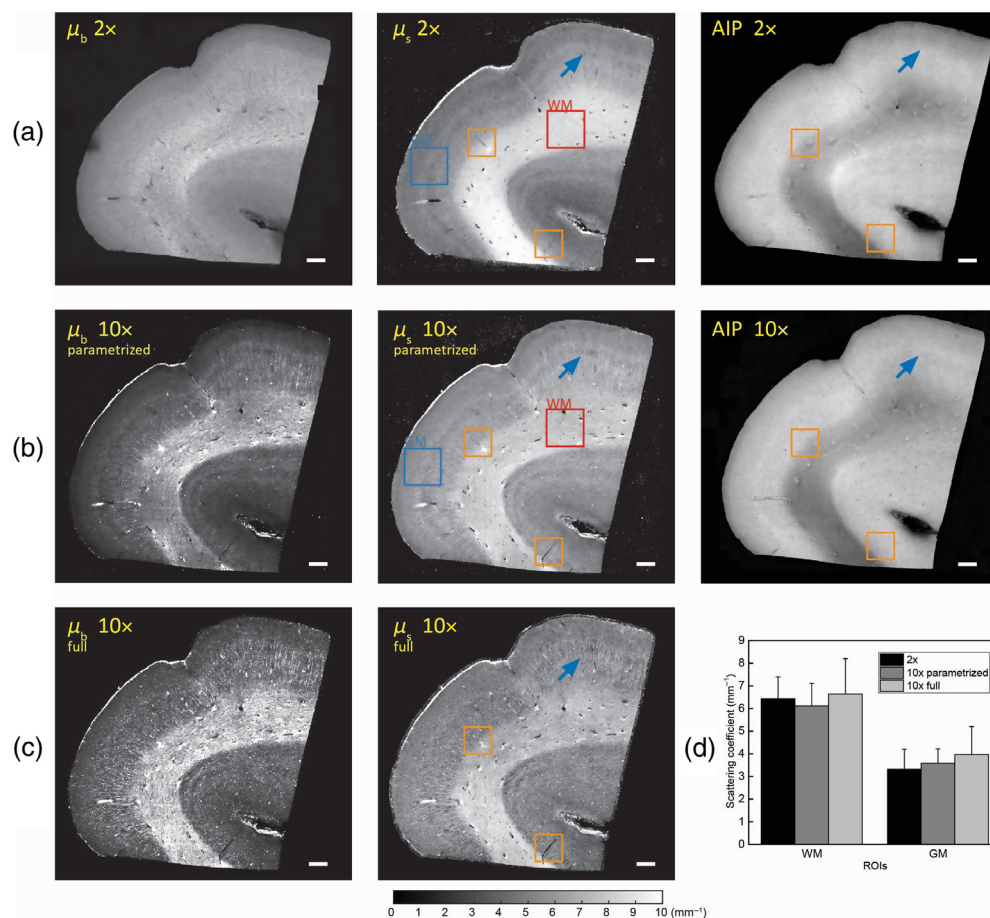 (a)
μb 2×
μs 2×
WM
GM
AIP 2×
(b)
μb 10×
parametrized
μs 10×
parametrized
WM
GM
AIP 10×
(c)
μb 10×
full
μs 10×
full
0 1 2 3 4 5 6 7 8 9 10 (mm⁻¹)
(d)
Scattering coefficient (mm⁻¹)
9
8
7
6
5
4
3
2
1
0
2x
10x parametrized
10x full
WM GM
ROIs